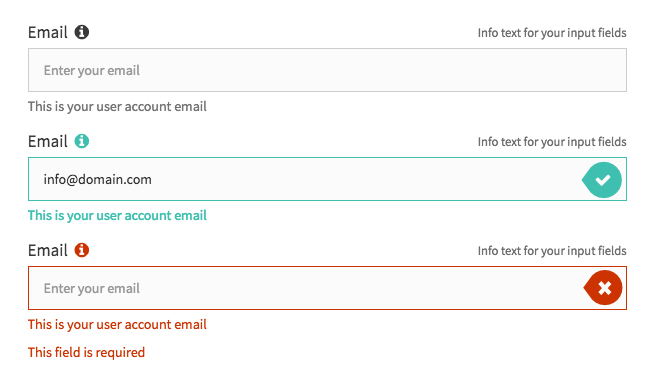 Email
Info text for your input fields
Enter your email
This is your user account email
Email
Info text for your input fields
info@domain.com
This is your user account email
Email
Info text for your input fields
Enter your email
This is your user account email
This field is required